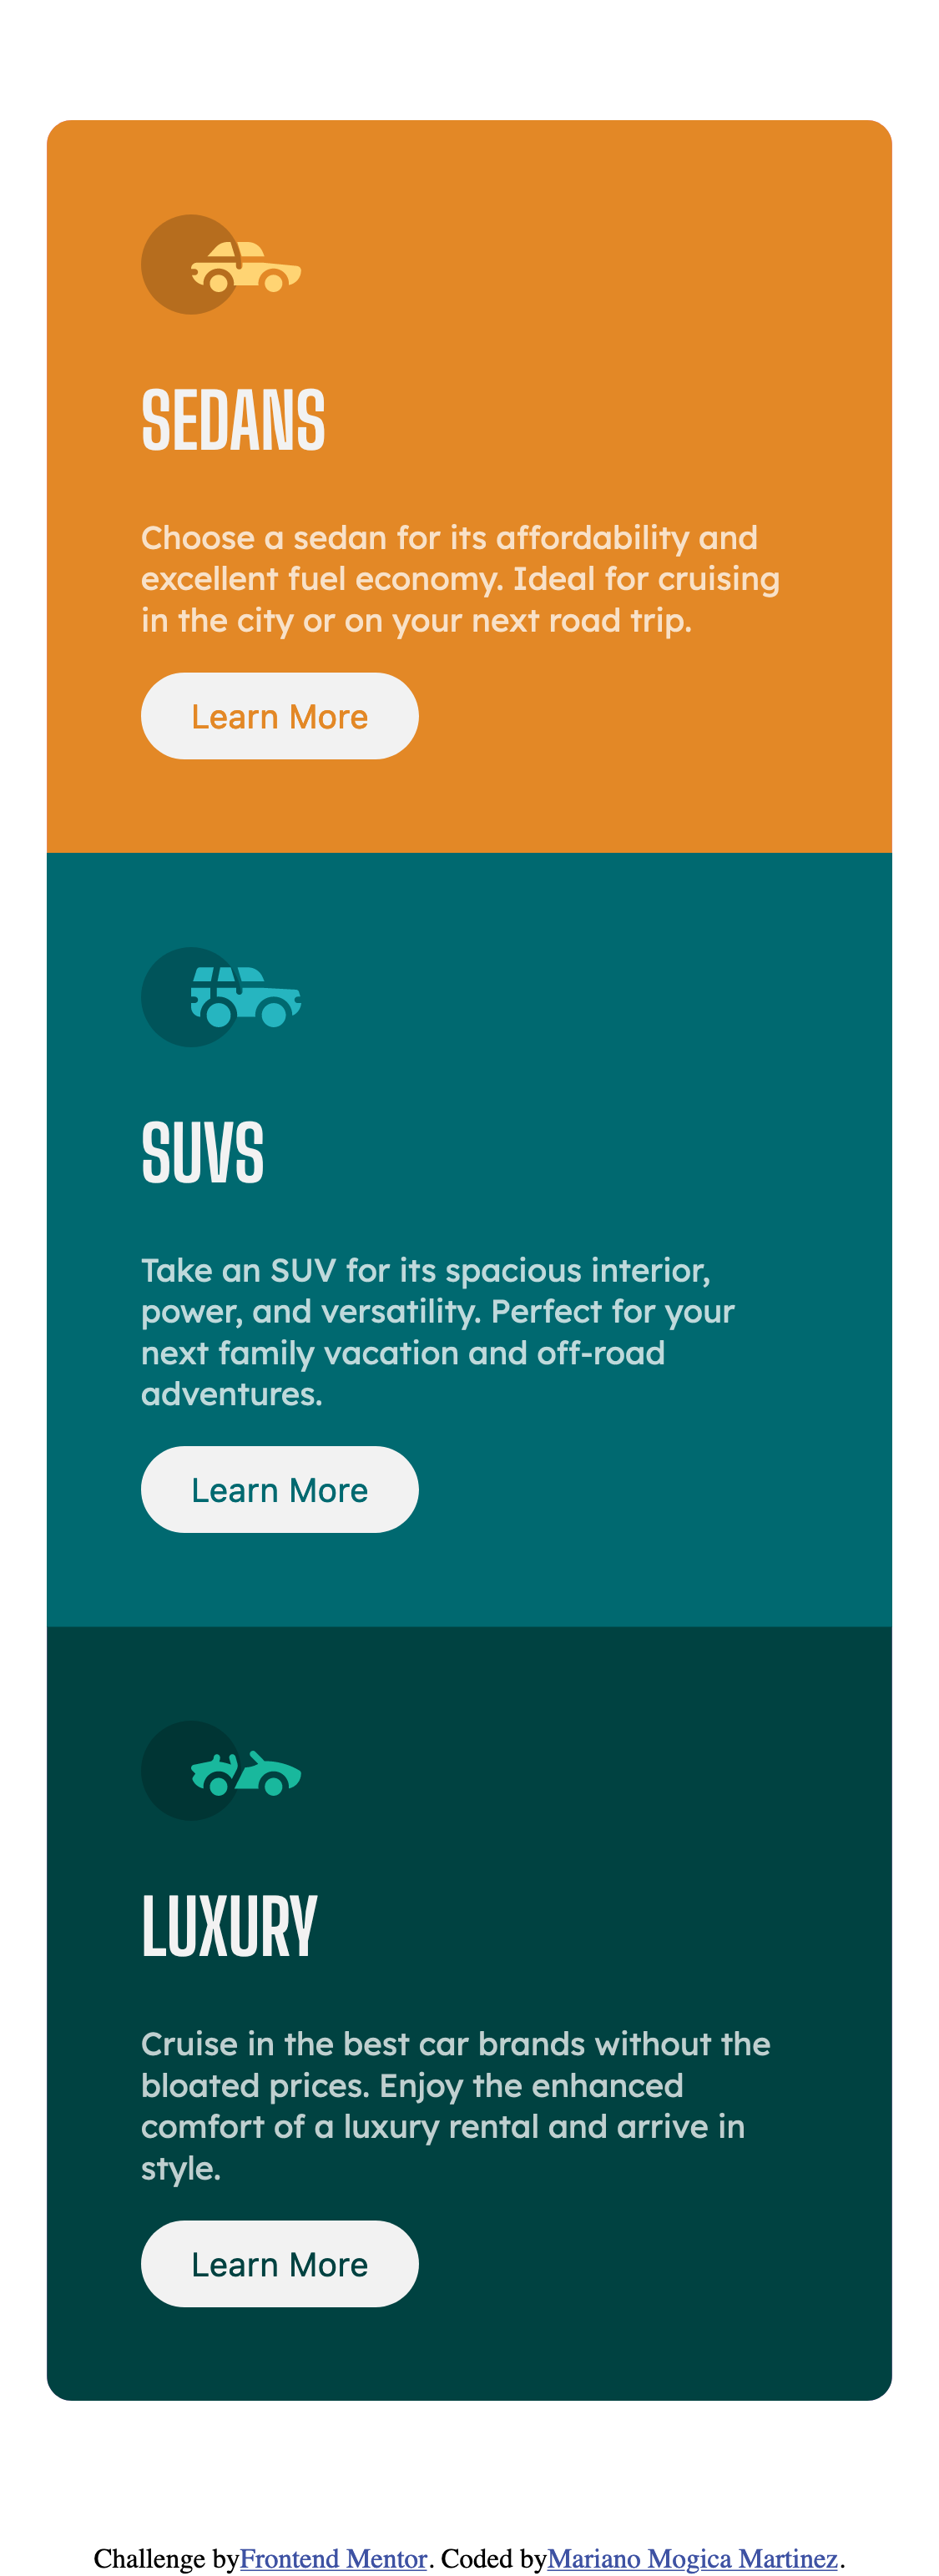 SEDANS
Choose a sedan for its affordability and
excellent fuel economy. Ideal for cruising
in the city or on your next road trip.
Learn More
SUVS
Take an SUV for its spacious interior,
power, and versatility. Perfect for your
next family vacation and off-road
adventures.
Learn More
LUXURY
Cruise in the best car brands without the
bloated prices. Enjoy the enhanced
comfort of a luxury rental and arrive in
style.
Learn More
Challenge byFrontend Mentor. Coded byMariano Mogica Martinez.